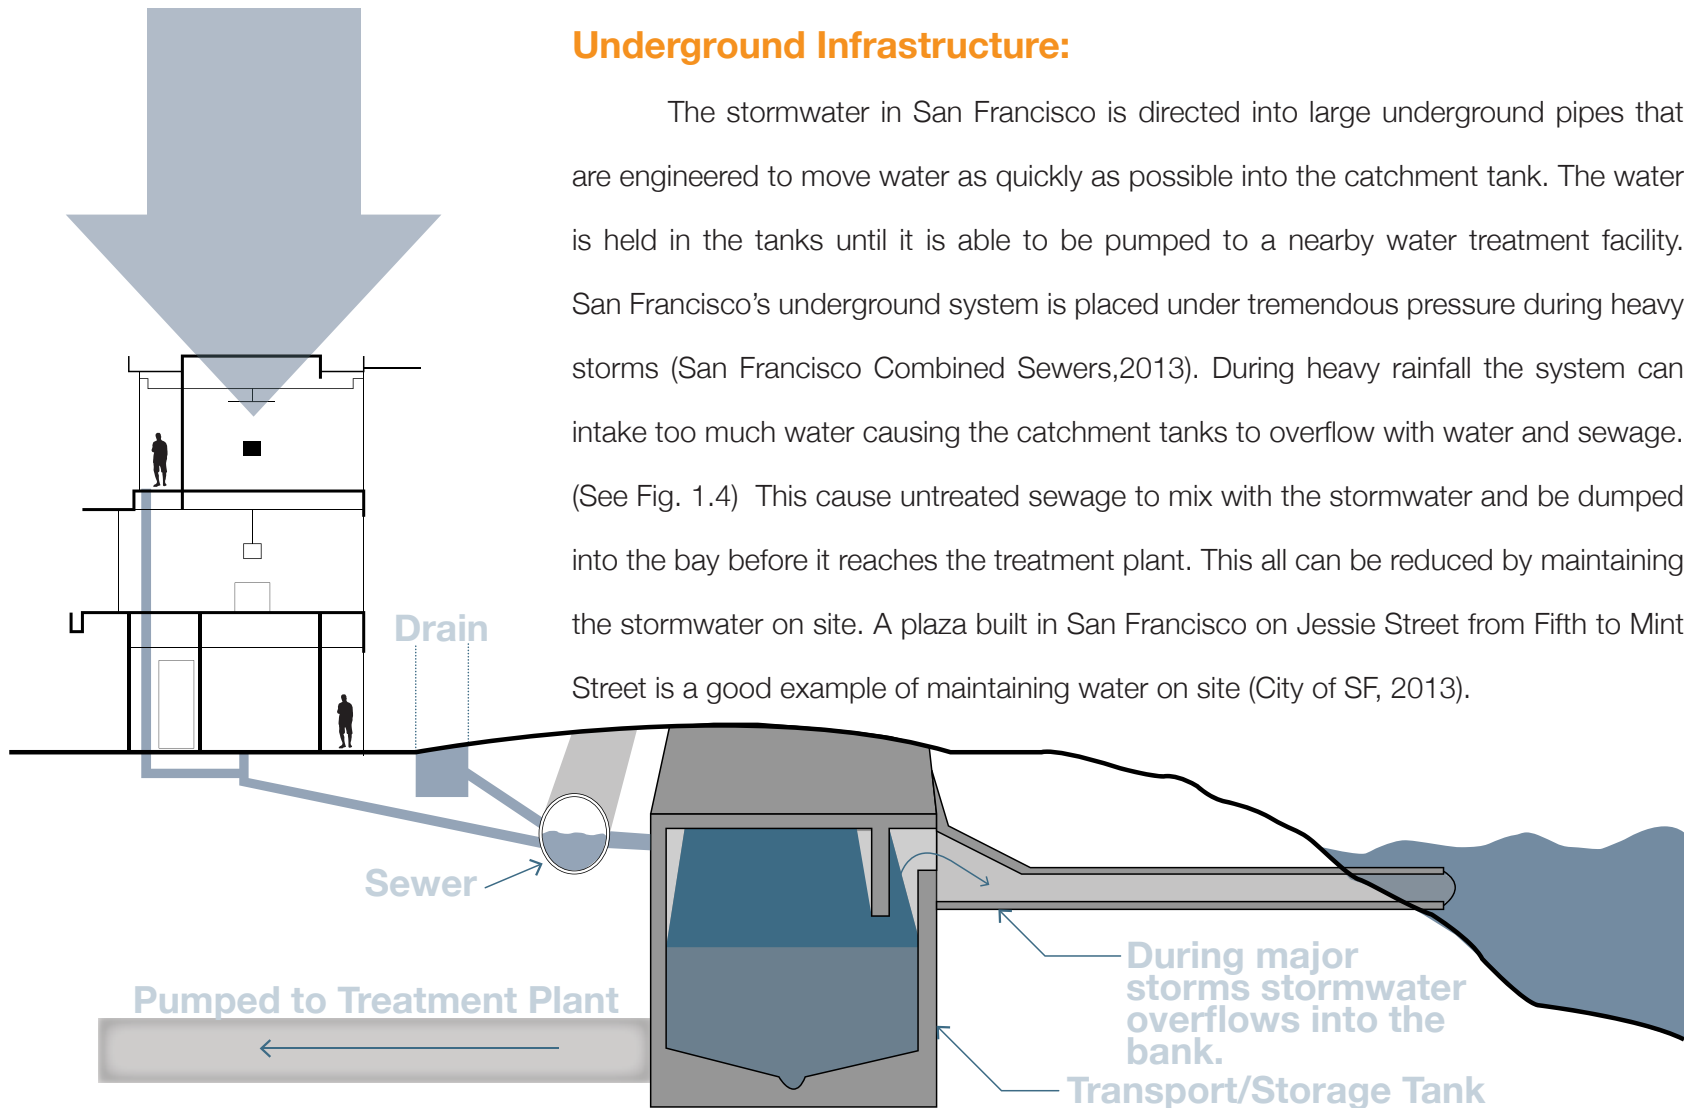 Underground Infrastructure:
The stormwater in San Francisco is directed into large underground pipes that
are engineered to move water as quickly as possible into the catchment tank. The water
is held in the tanks until it is able to be pumped to a nearby water treatment facility.
San Francisco’s underground system is placed under tremendous pressure during heavy
storms (San Francisco Combined Sewers,2013). During heavy rainfall the system can
intake too much water causing the catchment tanks to overflow with water and sewage.
(See Fig. 1.4)  This cause untreated sewage to mix with the stormwater and be dumped
into the bay before it reaches the treatment plant. This all can be reduced by maintaining
the stormwater on site. A plaza built in San Francisco on Jessie Street from Fifth to Mint
Street is a good example of maintaining water on site (City of SF, 2013).
Drain
Sewer
Pumped to Treatment Plant
During major
storms stormwater
overflows into the
bank.
Transport/Storage Tank